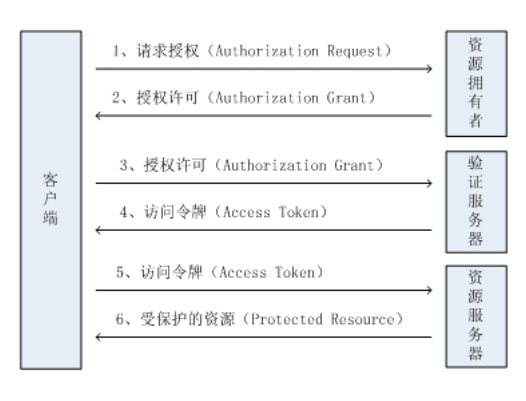 客户端
1、请求授权（Authorization Request）
2、授权许可（Authorization Grant）
资源拥有者
3、授权许可（Authorization Grant）
4、访问令牌（Access Token）
验证服务器
5、访问令牌（Access Token）
6、受保护的资源（Protected Resource）
资源服务器